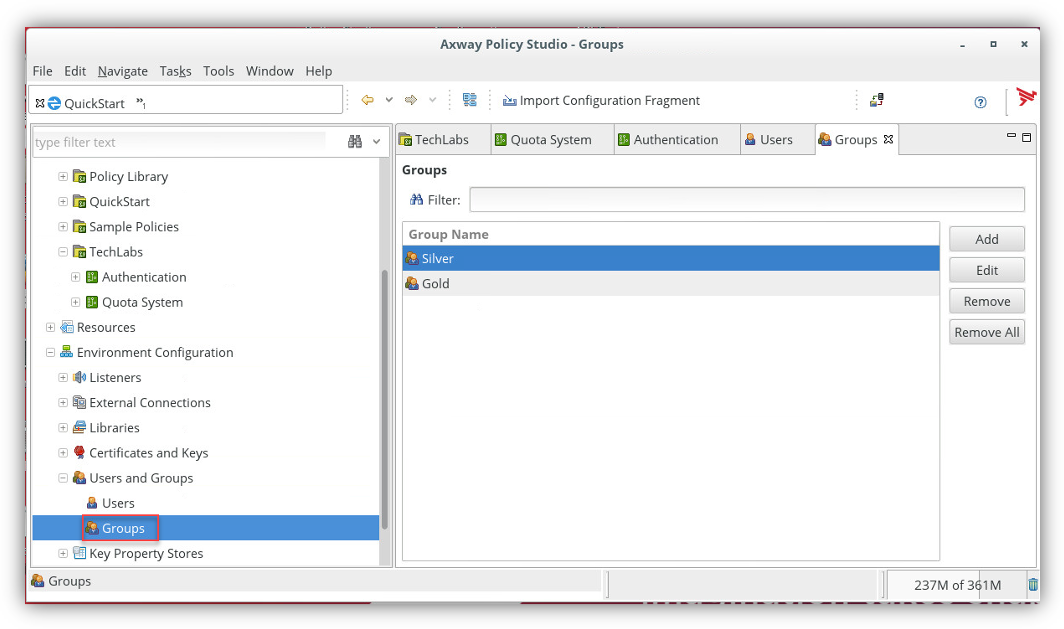 Axway Policy Studio - Groups
File Edit Navigate Tasks Tools Window Help
QuickStart »1
Import Configuration Fragment
type filter text
Policy Library
QuickStart
Sample Policies
TechLabs
Authentication
Quota System
Resources
Environment Configuration
Listeners
External Connections
Libraries
Certificates and Keys
Users and Groups
Users
Groups
Key Property Stores
TechLabs Quota System Authentication Users Groups
Groups
Filter:
Group Name
Silver
Gold
Add
Edit
Remove
Remove All
Groups
237M of 361M